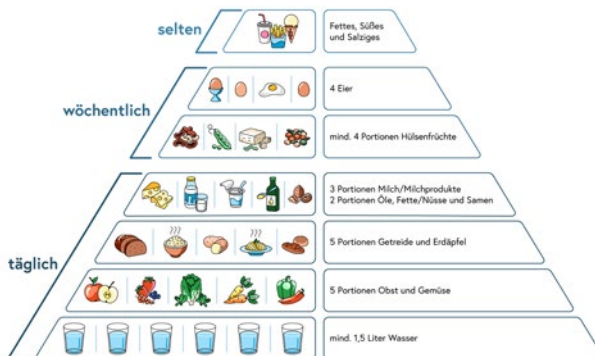 selten
Fettes, Süßes
und Salziges
wöchentlich
4 Eier
mind. 4 Portionen Hülsenfrüchte
täglich
3 Portionen Milch/Milchprodukte
2 Portionen Öle, Fette/Nüsse und Samen
5 Portionen Getreide und Erdäpfel
5 Portionen Obst und Gemüse
mind. 1,5 Liter Wasser